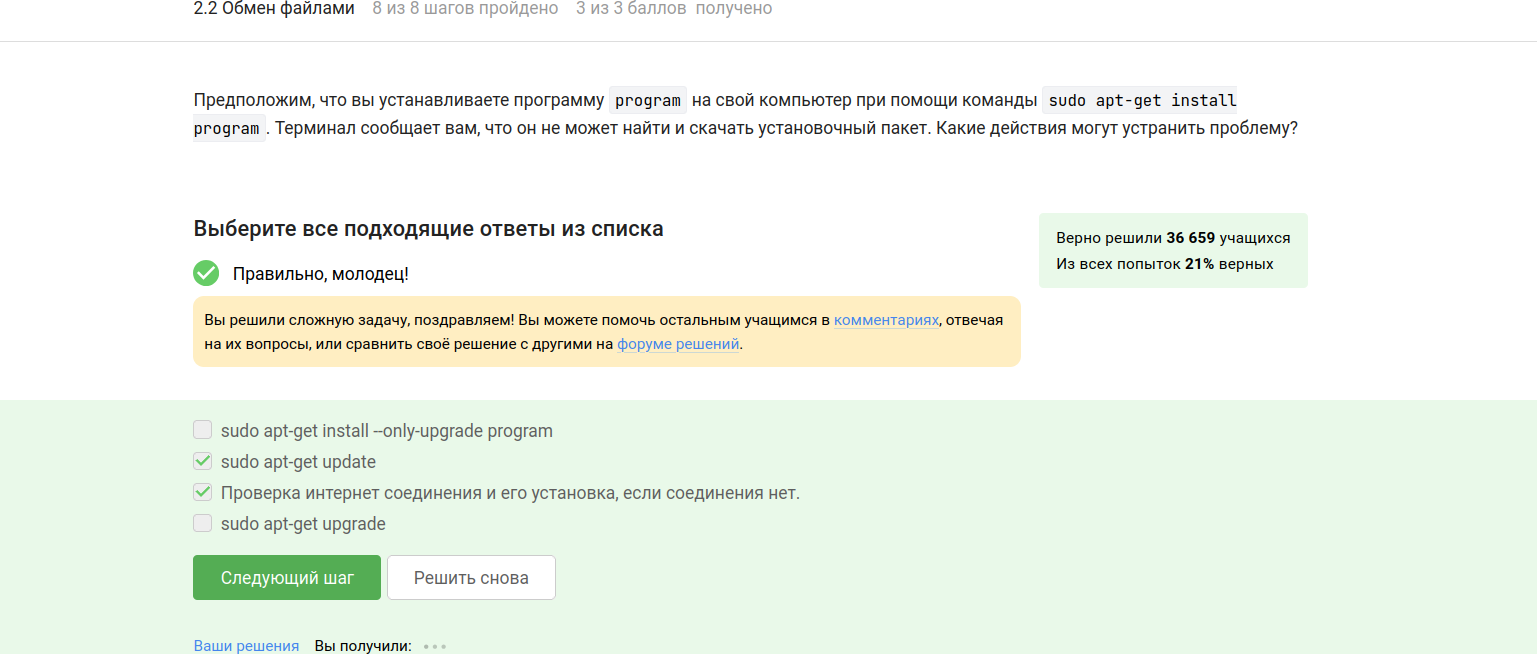 2.2 Обмен файлами 8 из 8 шагов пройдено 3 из 3 баллов получено
Предположим, что вы устанавливаете программу program на свой компьютер при помощи команды sudo apt-get install
program. Терминал сообщает вам, что он не может найти и скачать установочный пакет. Какие действия могут устранить проблему?
Выберите все подходящие ответы из списка
Правильно, молодец!
Вы решили сложную задачу, поздравляем! Вы можете помочь остальным учащимся в комментариях, отвечая
на их вопросы, или сравнить своё решение с другими на форуме решений.
Верно решили 36 659 учащихся
Из всех попыток 21% верных
sudo apt-get install --only-upgrade program
sudo apt-get update
Проверка интернет соединения и его установка, если соединения нет.
sudo apt-get upgrade
Следующий шаг Решить снова
Ваши решения Вы получили: